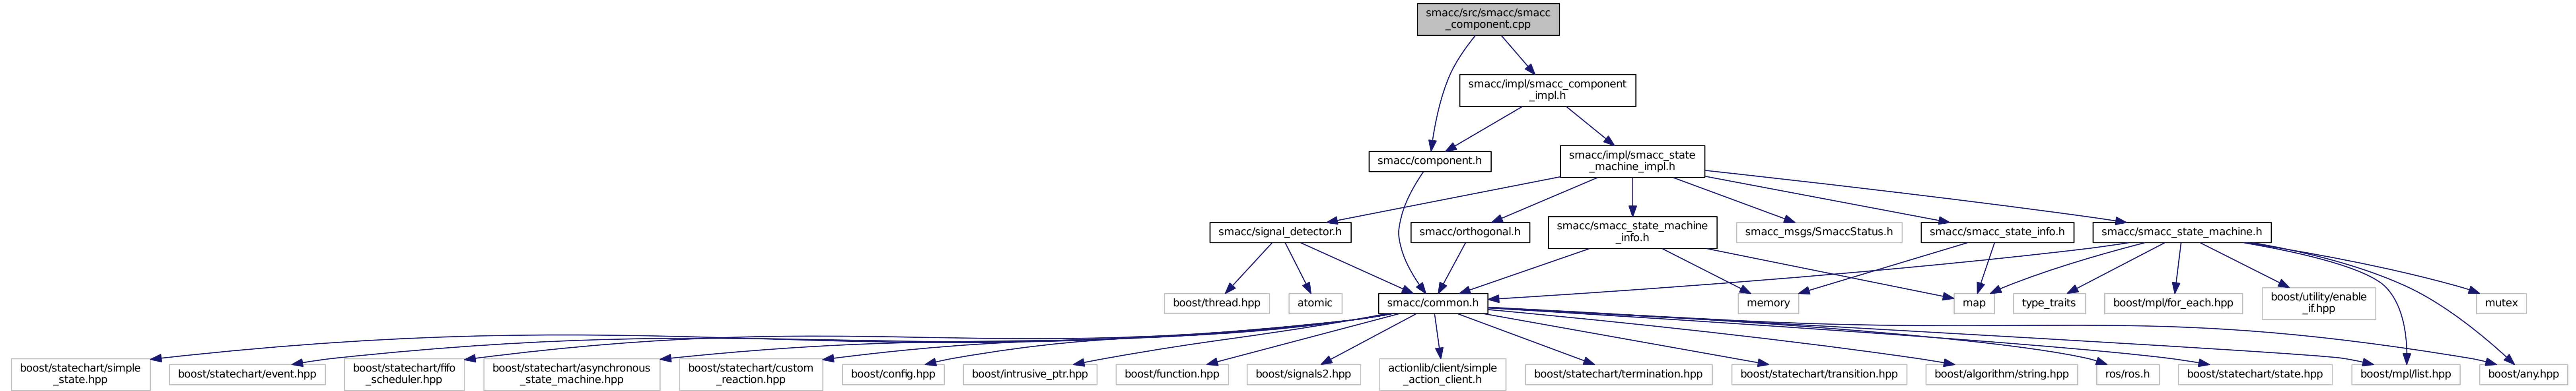 smacc/src/smacc/smacc
_component.cpp
smacc/impl/smacc_component
_impl.h
smacc/component.h
smacc/impl/smacc_state
_machine_impl.h
smacc/signal_detector.h
smacc/orthogonal.h
smacc/smacc_state_machine
_info.h
smacc_msgs/SmaccStatus.h
smacc/smacc_state_info.h
smacc/smacc_state_machine.h
boost/thread.hpp
atomic
smacc/common.h
memory
map
type_traits
boost/mpl/for_each.hpp
boost/utility/enable
_if.hpp
mutex
boost/statechart/simple
_state.hpp
boost/statechart/event.hpp
boost/statechart/fifo
_scheduler.hpp
boost/statechart/asynchronous
_state_machine.hpp
boost/statechart/custom
_reaction.hpp
boost/config.hpp
boost/intrusive_ptr.hpp
boost/function.hpp
boost/signals2.hpp
actionlib/client/simple
_action_client.h
boost/statechart/termination.hpp
boost/statechart/transition.hpp
boost/algorithm/string.hpp
ros/ros.h
boost/statechart/state.hpp
boost/mpl/list.hpp
boost/any.hpp